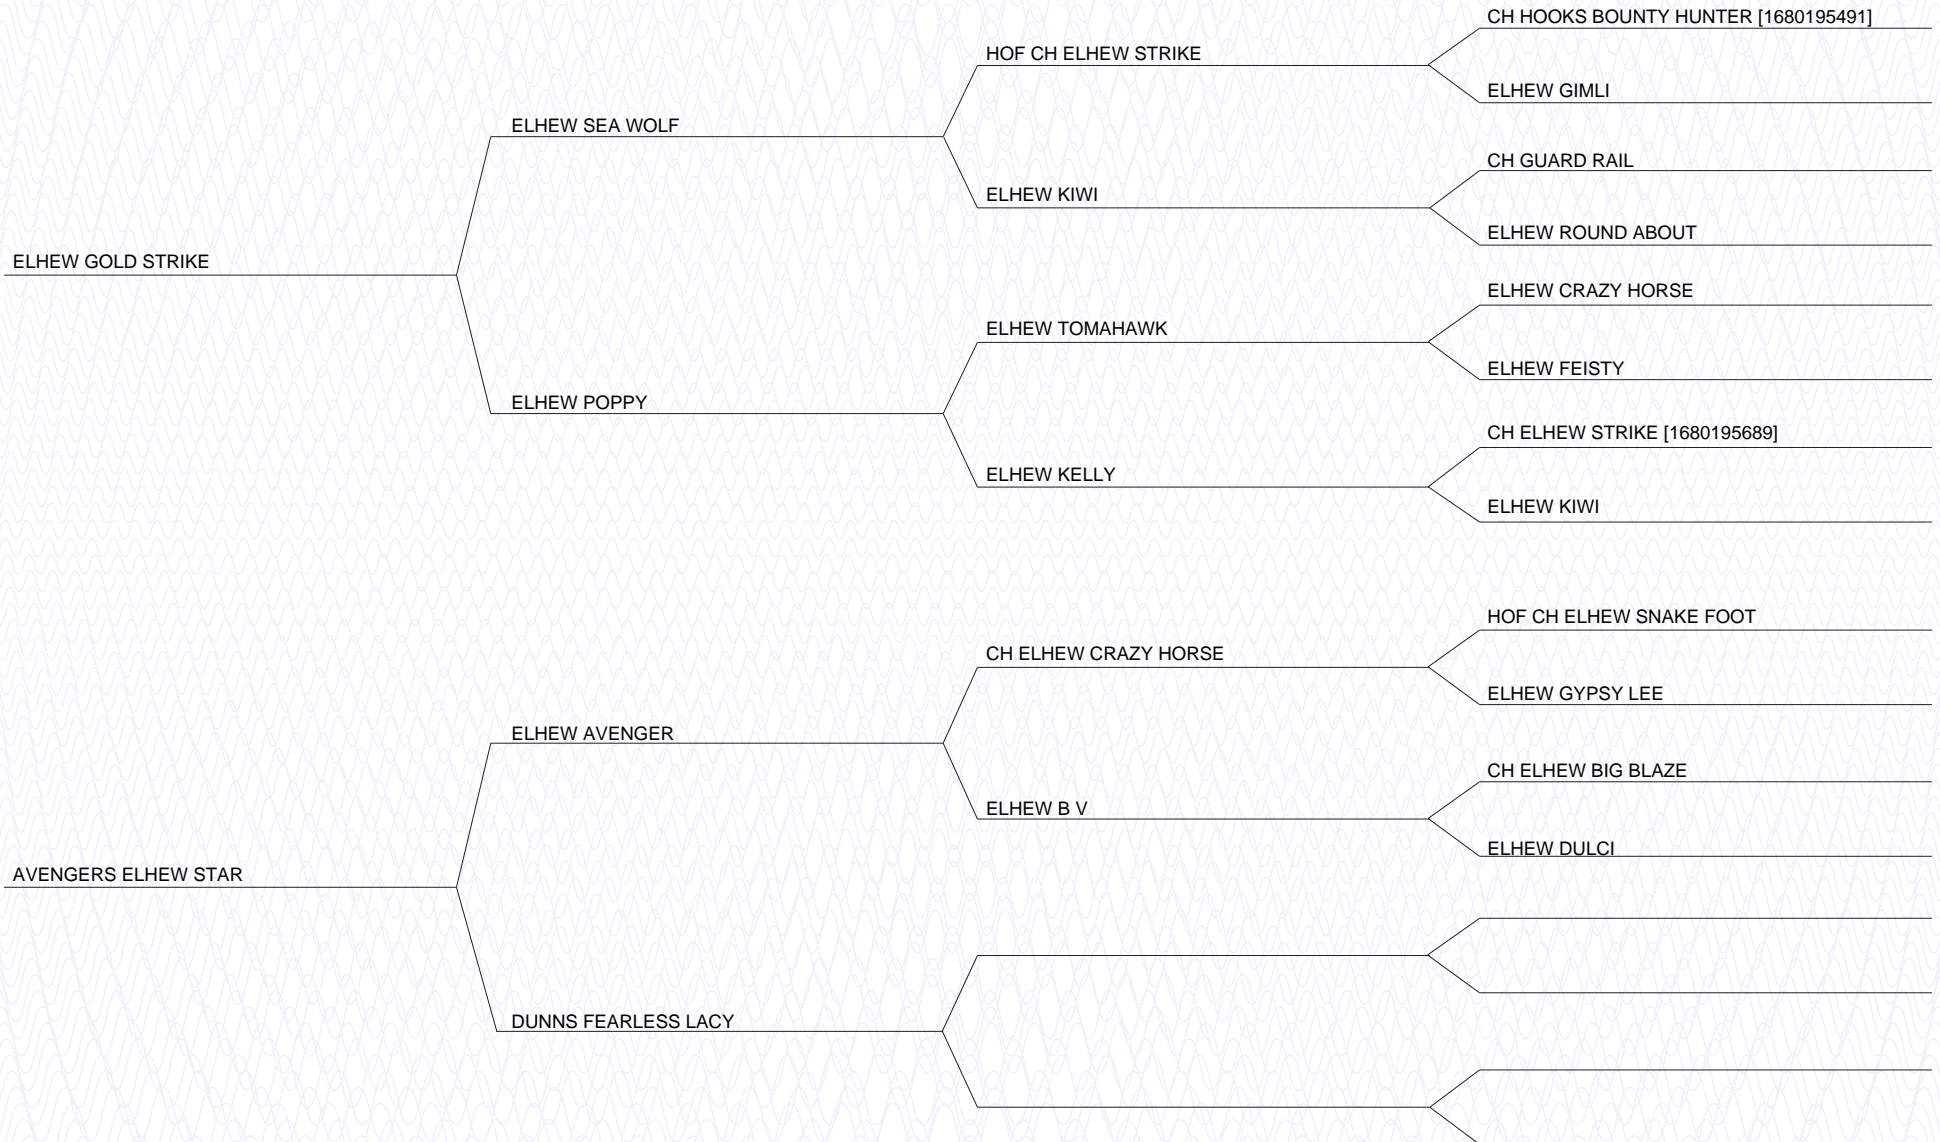 CH HOOKS BOUNTY HUNTER [1680195491]
HOF CH ELHEW STRIKE
ELHEW GIMLI
ELHEW SEA WOLF
CH GUARD RAIL
ELHEW KIWI
ELHEW ROUND ABOUT
ELHEW GOLD STRIKE
ELHEW CRAZY HORSE
ELHEW TOMAHAWK
ELHEW FEISTY
ELHEW POPPY
CH ELHEW STRIKE [1680195689]
ELHEW KELLY
ELHEW KIWI
HOF CH ELHEW SNAKE FOOT
CH ELHEW CRAZY HORSE
ELHEW GYPSY LEE
ELHEW AVENGER
CH ELHEW BIG BLAZE
ELHEW B V
ELHEW DULCI
AVENGERS ELHEW STAR
DUNNS FEARLESS LACY